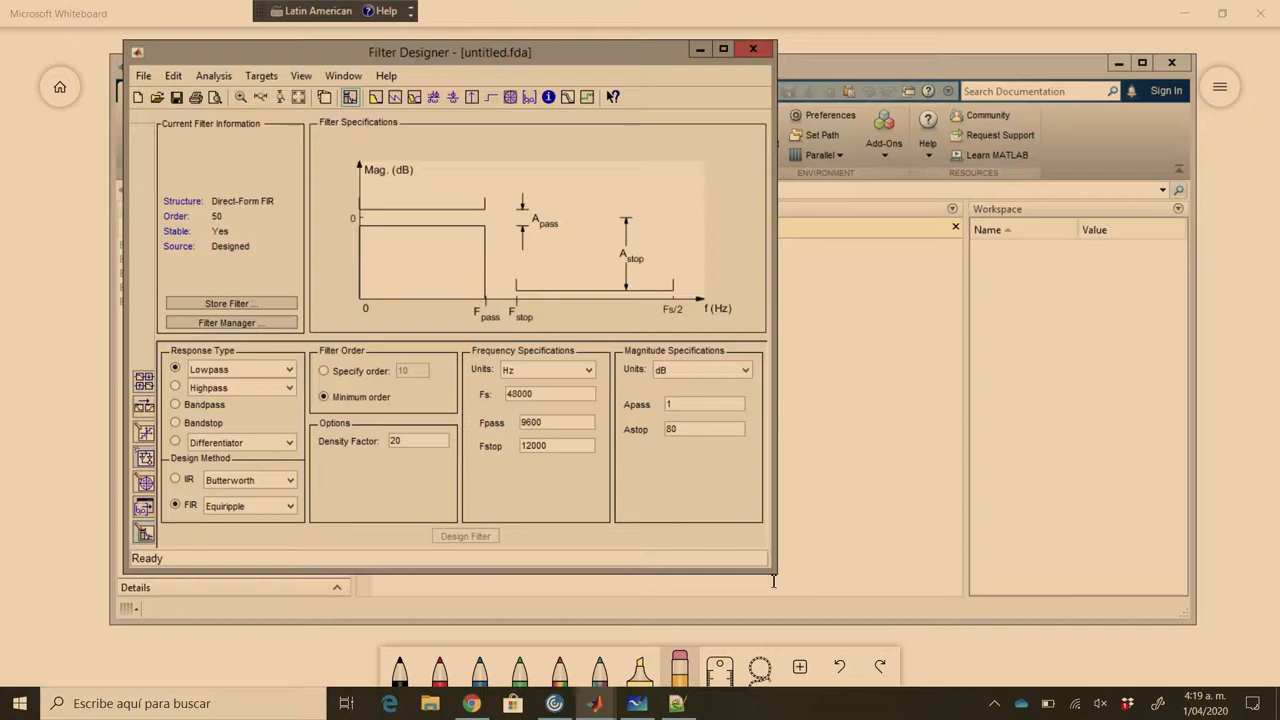 Microsoft Whiteboard
Latin American
Help
Filter Designer - [untitled.fda]
File Edit Analysis Targets View Window Help
Search Documentation
Sign In
Preferences
Set Path
Parallel
Add-Ons
Help
Community
Request Support
Learn MATLAB
ENVIRONMENT
RESOURCES
Current Filter Information
Structure: Direct-Form FIR
Order: 50
Stable: Yes
Source: Designed
Store Filter ...
Filter Manager ...
Filter Specifications
Mag. (dB)
0
Apass
Astop
0
Fpass
Fstop
Fs/2
f (Hz)
Workspace
Name
Value
Response Type
Lowpass
Highpass
Bandpass
Bandstop
Differentiator
Design Method
IIR Butterworth
FIR Equiripple
Filter Order
Specify order: 10
Minimum order
Options
Density Factor: 20
Frequency Specifications
Units: Hz
Fs: 48000
Fpass 9600
Fstop 12000
Magnitude Specifications
Units: dB
Apass 1
Astop 80
Design Filter
Ready
Details
Escribe aquí para buscar
4:19 a. m.
1/04/2020